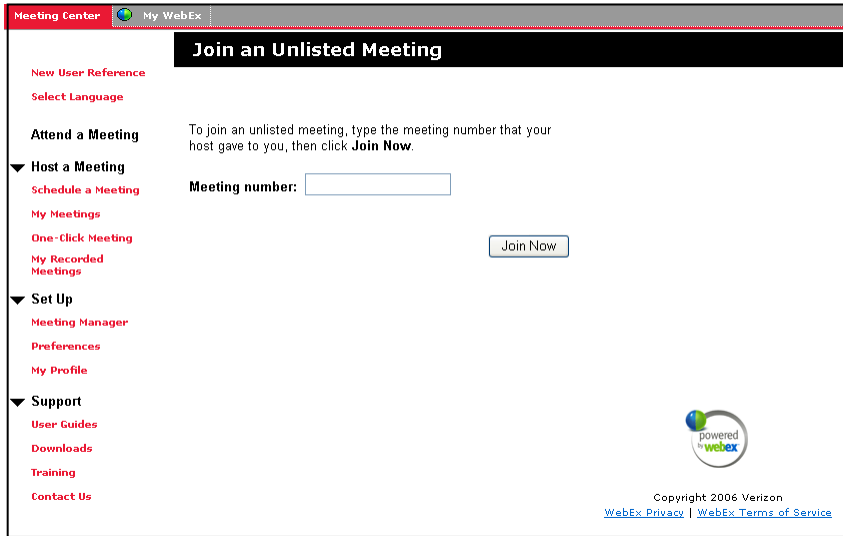 Meeting Center
My WebEx
Join an Unlisted Meeting
New User Reference
Select Language
Attend a Meeting
Host a Meeting
Schedule a Meeting
My Meetings
One-Click Meeting
My Recorded
Meetings
Set Up
Meeting Manager
Preferences
My Profile
Support
User Guides
Downloads
Training
Contact Us
To join an unlisted meeting, type the meeting number that your
host gave to you, then click Join Now.
Meeting number:
Join Now
powered
by webex
Copyright 2006 Verizon
WebEx Privacy | WebEx Terms of Service